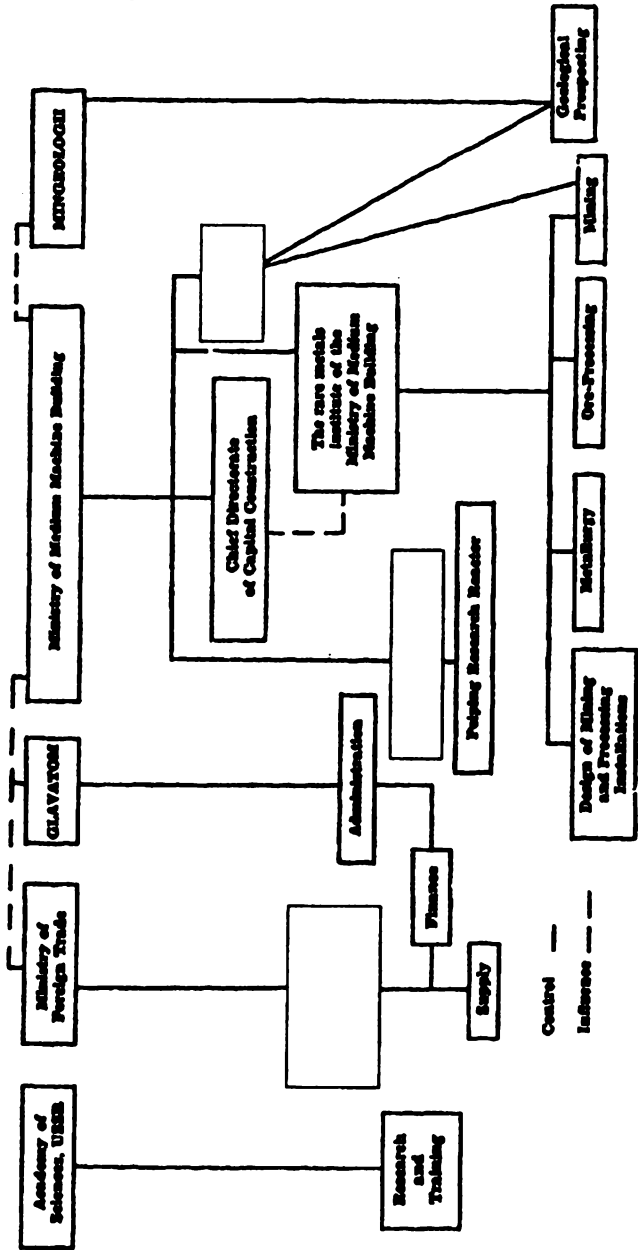 Academy of
Sciences, USSR
Ministry of
Foreign Trade
GLAVATOM
Ministry of Medium Machine Building
MINGEOLOGII
Chief Directorate
of Capital Construction
The rare metals
institute of the
Ministry of Medium
Machine Building
Administration
Research
and
Training
Finance
Supply
Peiping Research Reactor
Design of Mining
and Processing
Installations
Metallurgy
Ore-Processing
Mining
Geological
Prospecting
Control
Influence